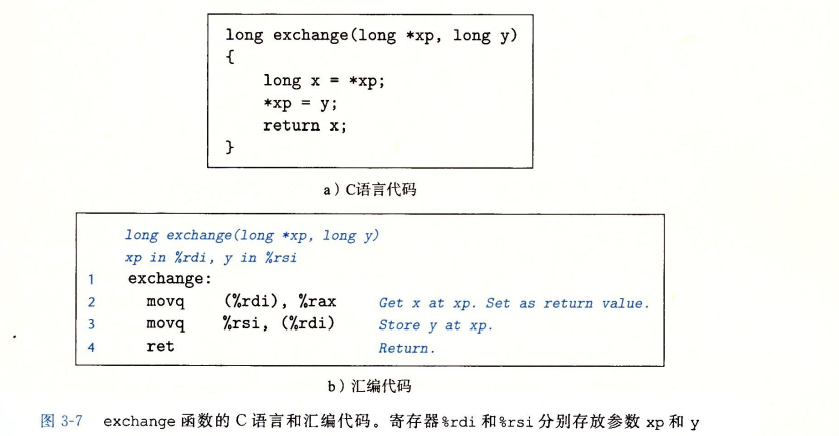 long exchange(long *xp, long y)
{
    long x = *xp;
    *xp = y;
    return x;
}
a）C语言代码
long exchange(long *xp, long y)
xp in %rdi, y in %rsi
1 exchange:
2 movq (%rdi), %rax Get x at xp. Set as return value.
3 movq %rsi, (%rdi) Store y at xp.
4 ret Return.
b）汇编代码
图 3-7 exchange 函数的 C 语言和汇编代码。寄存器%rdi 和%rsi 分别存放参数 xp 和 y